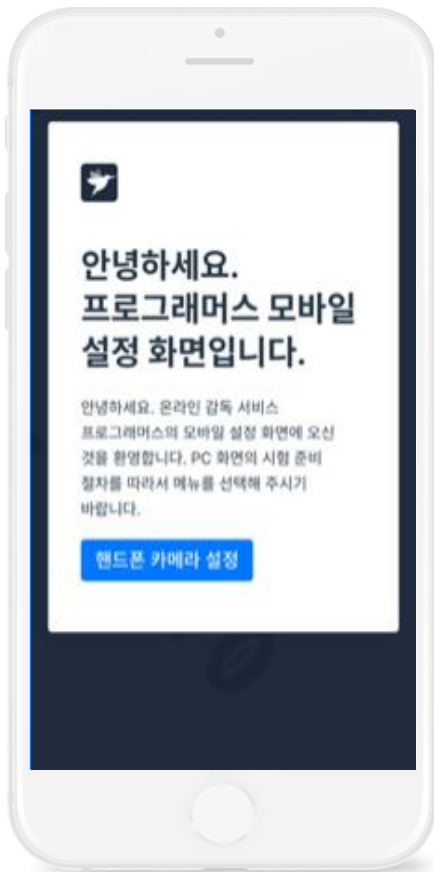 안녕하세요.
프로그래머스 모바일
설정 화면입니다.
안녕하세요. 온라인 감독 서비스
프로그래머스의 모바일 설정 화면에 오신
것을 환영합니다. PC 화면의 시험 준비
절차를 따라서 메뉴를 선택해 주시기
바랍니다.
핸드폰 카메라 설정